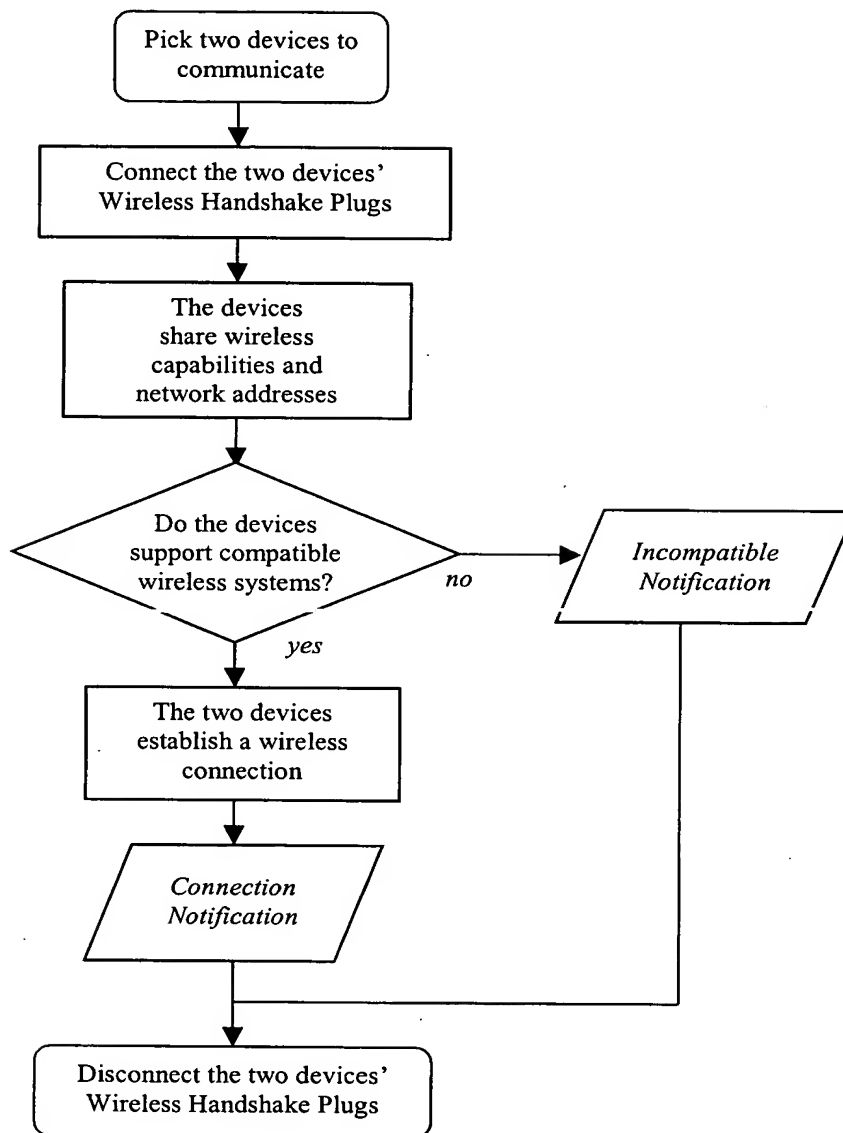 Pick two devices to
communicate
Connect the two devices’
Wireless Handshake Plugs
The devices
share wireless
capabilities and
network addresses
Do the devices
support compatible
wireless systems?
no
Incompatible
Notification
yes
The two devices
establish a wireless
connection
Connection
Notification
Disconnect the two devices’
Wireless Handshake Plugs